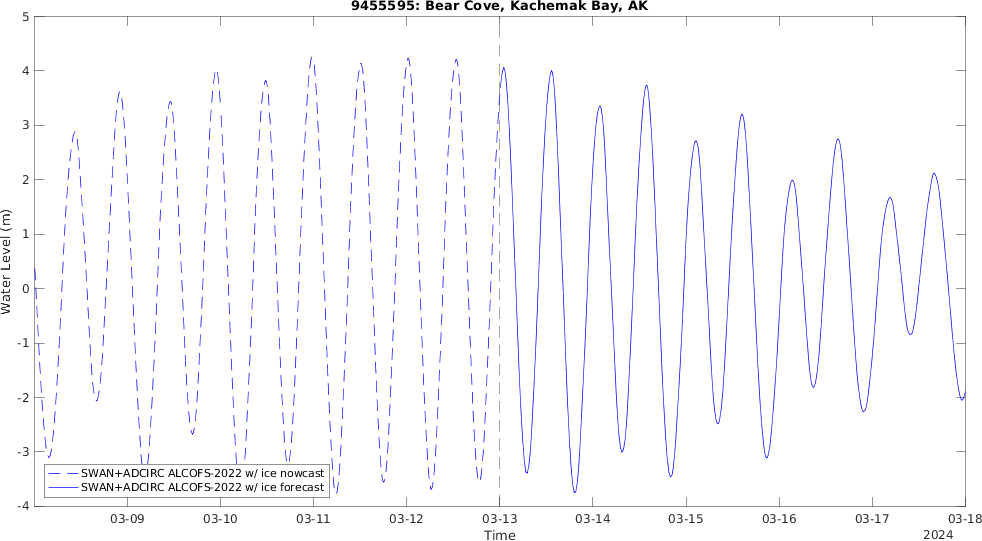 9455595: Bear Cove, Kachemak Bay, AK
5
4
3
2
1
0
-1
-2
-3
-4
Water Level (m)
SWAN+ADCIRC ALCOFS-2022 w/ ice nowcast
SWAN+ADCIRC ALCOFS-2022 w/ ice forecast
03-09 03-10 03-11 03-12 03-13 03-14 03-15 03-16 03-17 03-18
Time
2024